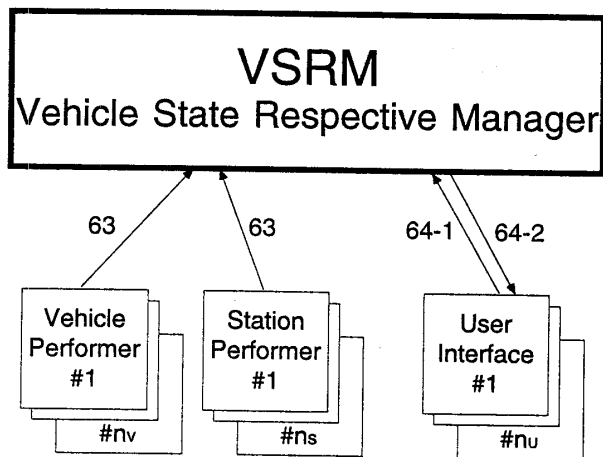 VSRM
Vehicle State Respective Manager
63
63
64-1
64-2
Vehicle
Performer
#1
#nv
Station
Performer
#1
#ns
User
Interface
#1
#nu